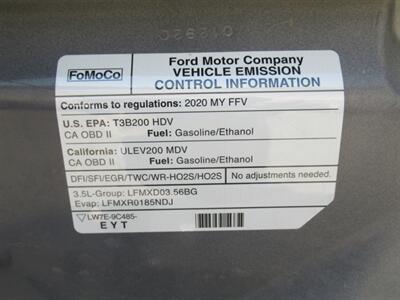 FoMoCo
Ford Motor Company
VEHICLE EMISSION
CONTROL INFORMATION
Conforms to regulations: 2020 MY FFV
U.S. EPA: T3B200 HDV
CA OBD II Fuel: Gasoline/Ethanol
California: ULEV200 MDV
CA OBD II Fuel: Gasoline/Ethanol
DFI/SFI/EGR/TWC/WR-HO2S/HO2S No adjustments needed.
3.5L-Group: LFMXD03.56BG
Evap: LFMXR0185NDJ
LW7E-9C485-
EYT